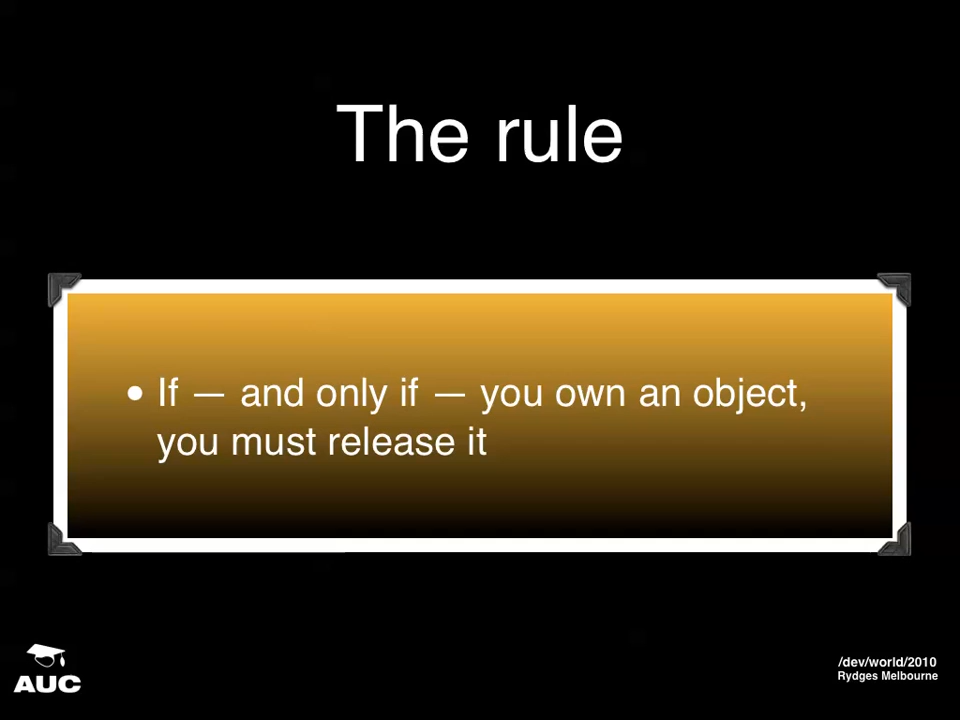 The rule
• If — and only if — you own an object,
you must release it
AUC
/dev/world/2010
Rydges Melbourne